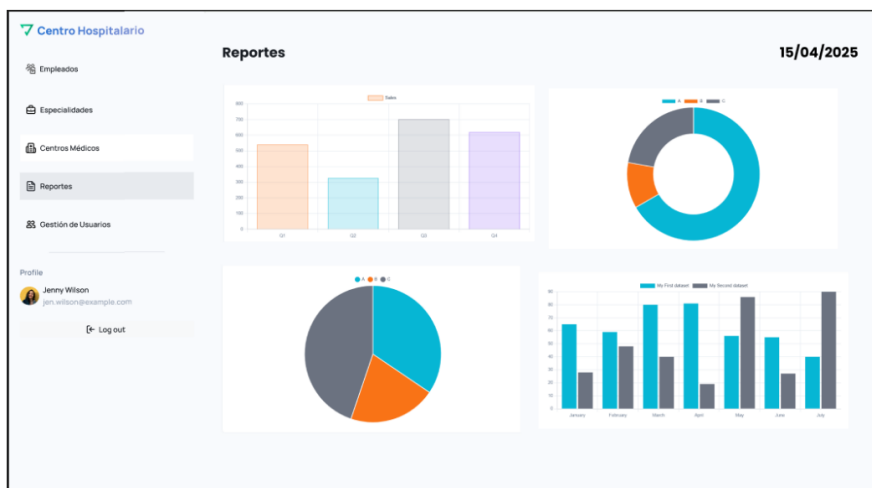 Centro Hospitalario
Empleados
Especialidades
Centros Médicos
Reportes
Gestión de Usuarios
Profile
Jenny Wilson
jen.wilson@example.com
Log out
Reportes
15/04/2025
Sales
800
700
600
500
400
300
200
100
0
Q1 Q2 Q3 Q4
A B C
A B C
My First dataset My Second dataset
90
80
70
60
50
40
30
20
10
0
January February March April May June July